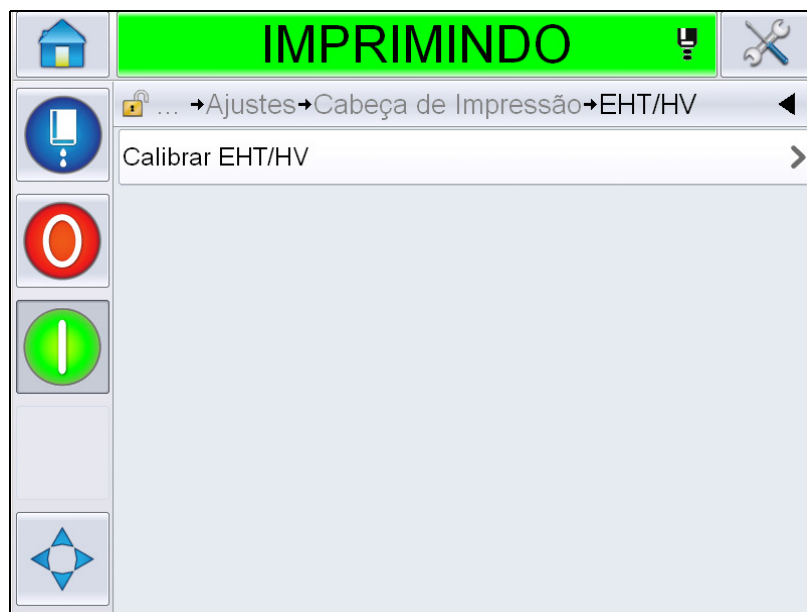 IMPRIMINDO
... →Ajustes→Cabeça de Impressão→EHT/HV
Calibrar EHT/HV